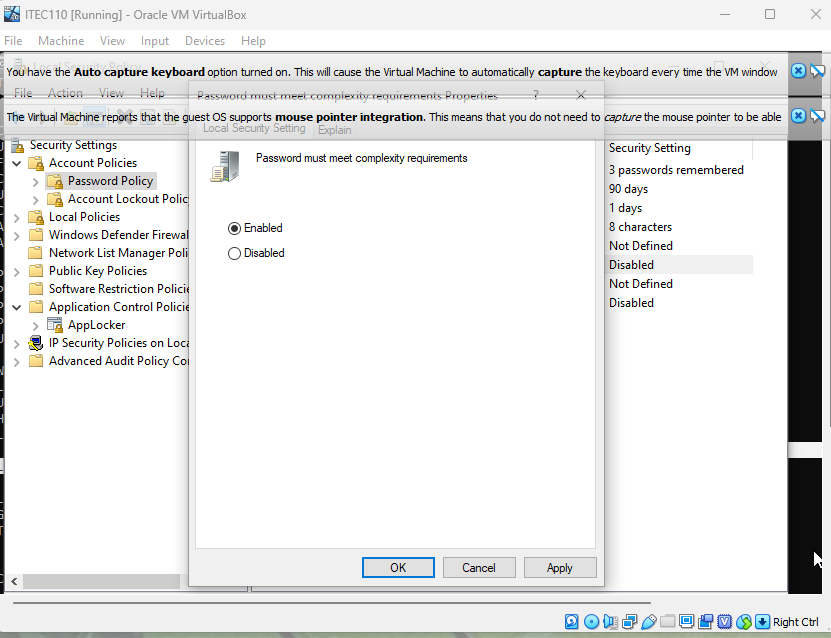 ITEC110 [Running] - Oracle VM VirtualBox
File Machine View Input Devices Help
Local Security Policy
You have the Auto capture keyboard option turned on. This will cause the Virtual Machine to automatically capture the keyboard every time the VM window
File Action View Help
Password must meet complexity requirements Properties ?
The Virtual Machine reports that the guest OS supports mouse pointer integration. This means that you do not need to capture the mouse pointer to be able
Local Security Setting Explain
Security Settings
Account Policies
Password Policy
Account Lockout Polic
Local Policies
Windows Defender Firewal
Network List Manager Poli
Public Key Policies
Software Restriction Policie
Application Control Policie
AppLocker
IP Security Policies on Loca
Advanced Audit Policy Co
Password must meet complexity requirements
Enabled
Disabled
OK Cancel Apply
Security Setting
3 passwords remembered
90 days
1 days
8 characters
Not Defined
Disabled
Not Defined
Disabled
Right Ctrl